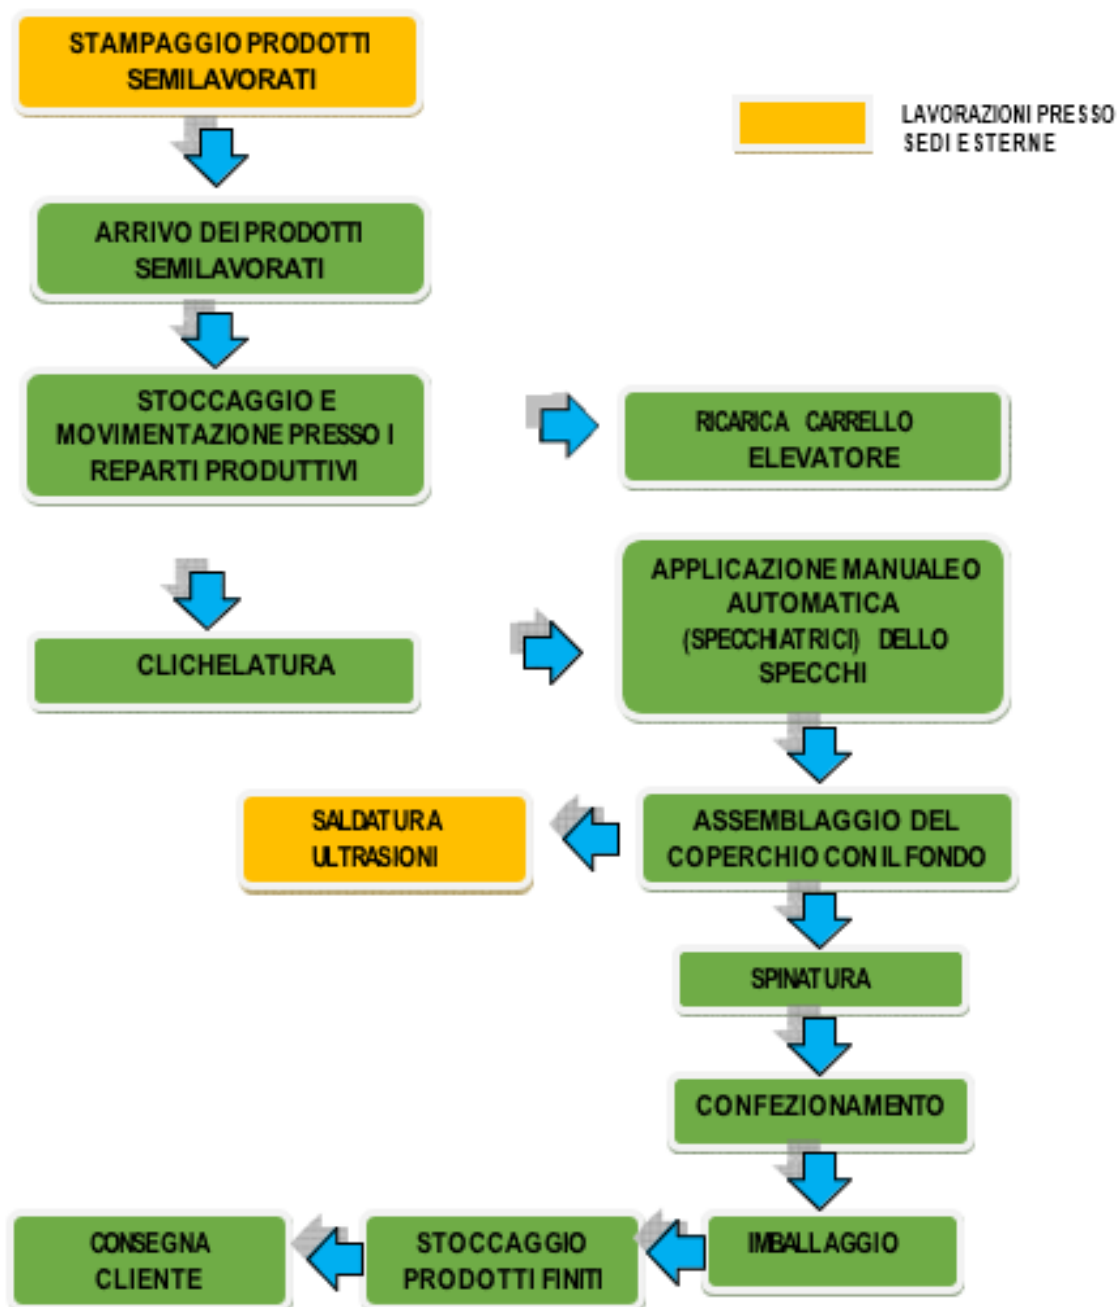 STAMPAGGIO PRODOTTI
SEMILAVORATI
LAVORAZIONI PRESSO
SEDI ESTERNE
ARRIVO DEI PRODOTTI
SEMILAVORATI
STOCCAGGIO E
MOVIMENTAZIONE PRESSO I
REPARTI PRODUTTIVI
RICARICA CARRELLO
ELEVATORE
APPLICAZIONE MANUALE O
AUTOMATICA
(SPECCHIATRICI) DELLO
SPECCHI
CLICHELATURA
SALDATURA
ULTRASIONI
ASSEMBLAGGIO DEL
COPERCHIO CON IL FONDO
SPINATURA
CONFEZIONAMENTO
IMBALLAGGIO
STOCCAGGIO
PRODOTTI FINITI
CONSEGNA
CLIENTE